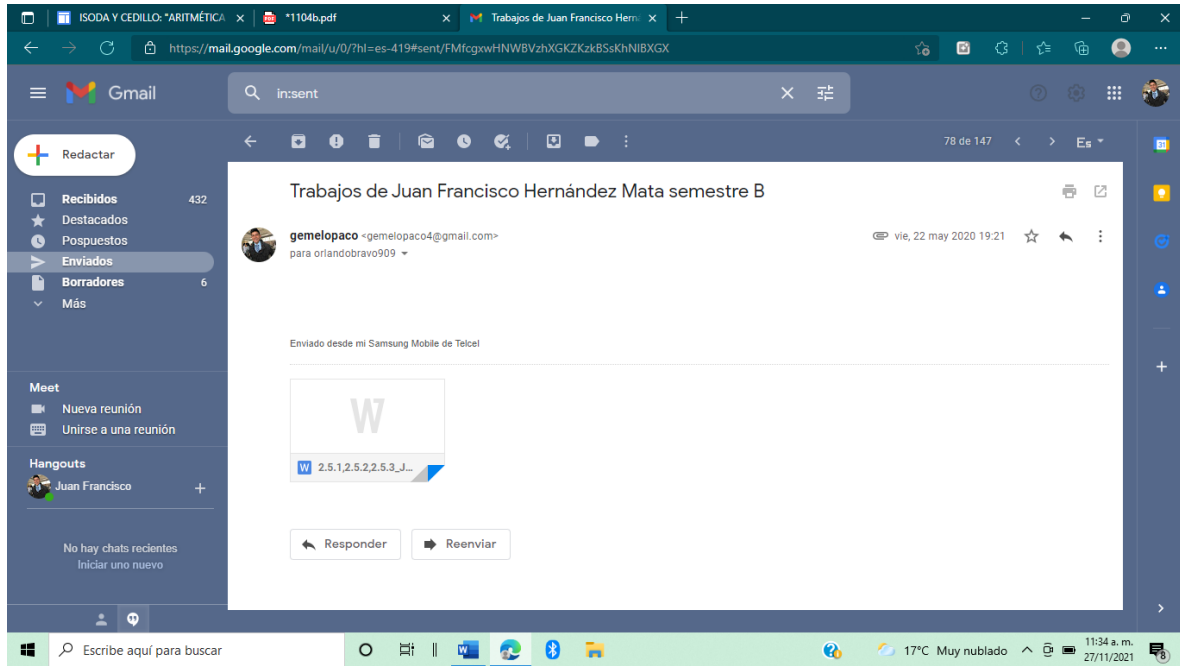 ISODA Y CEDILLO: "ARITMÉTICA
*1104b.pdf
Trabajos de Juan Francisco Hern
https://mail.google.com/mail/u/0/?hl=es-419#sent/FMfcgxwHNWBVzhXGKZKzkBSsKhNlBXGX
Gmail
in:sent
Redactar
78 de 147
Es
31
Recibidos 432
Destacados
Pospuestos
Enviados
Borradores 6
Más
Trabajos de Juan Francisco Hernández Mata semestre B
gemelopaco <gemelopaco4@gmail.com>
vie, 22 may 2020 19:21
para orlandobravo909
Enviado desde mi Samsung Mobile de Telcel
W
W 2.5.1,2.5.2,2.5.3_J...
Responder
Reenviar
Meet
Nueva reunión
Unirse a una reunión
Hangouts
Juan Francisco
No hay chats recientes
Iniciar uno nuevo
Escribe aquí para buscar
17°C Muy nublado
11:34 a. m.
27/11/2021
8